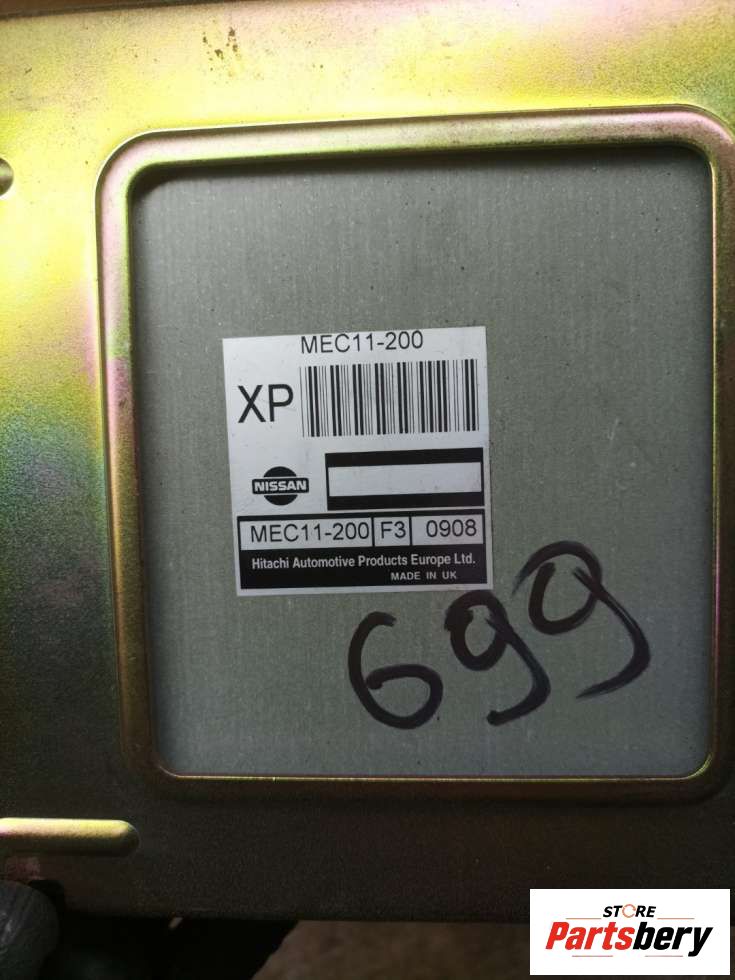 MEC11-200
XP
NISSAN
MEC11-200 F3 0908
Hitachi Automotive Products Europe Ltd.
MADE IN UK
699
STORE
Partsbery